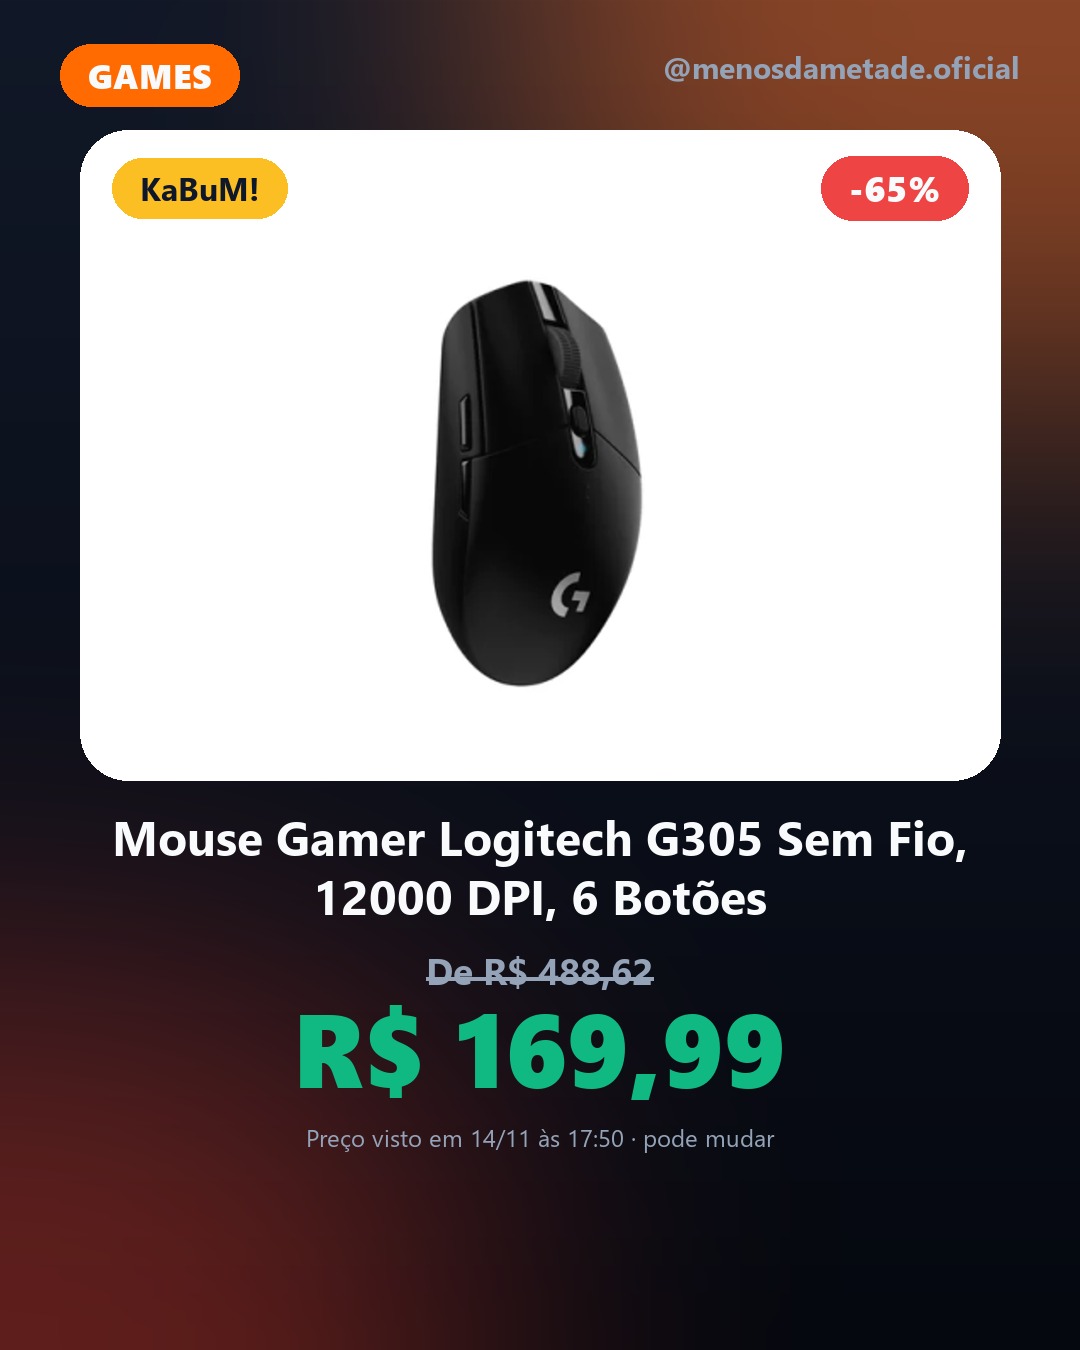 GAMES
@menosdametade.oficial
KaBuM!
-65%
G
Mouse Gamer Logitech G305 Sem Fio,
12000 DPI, 6 Botões
De R$ 488,62
R$ 169,99
Preço visto em 14/11 às 17:50 · pode mudar